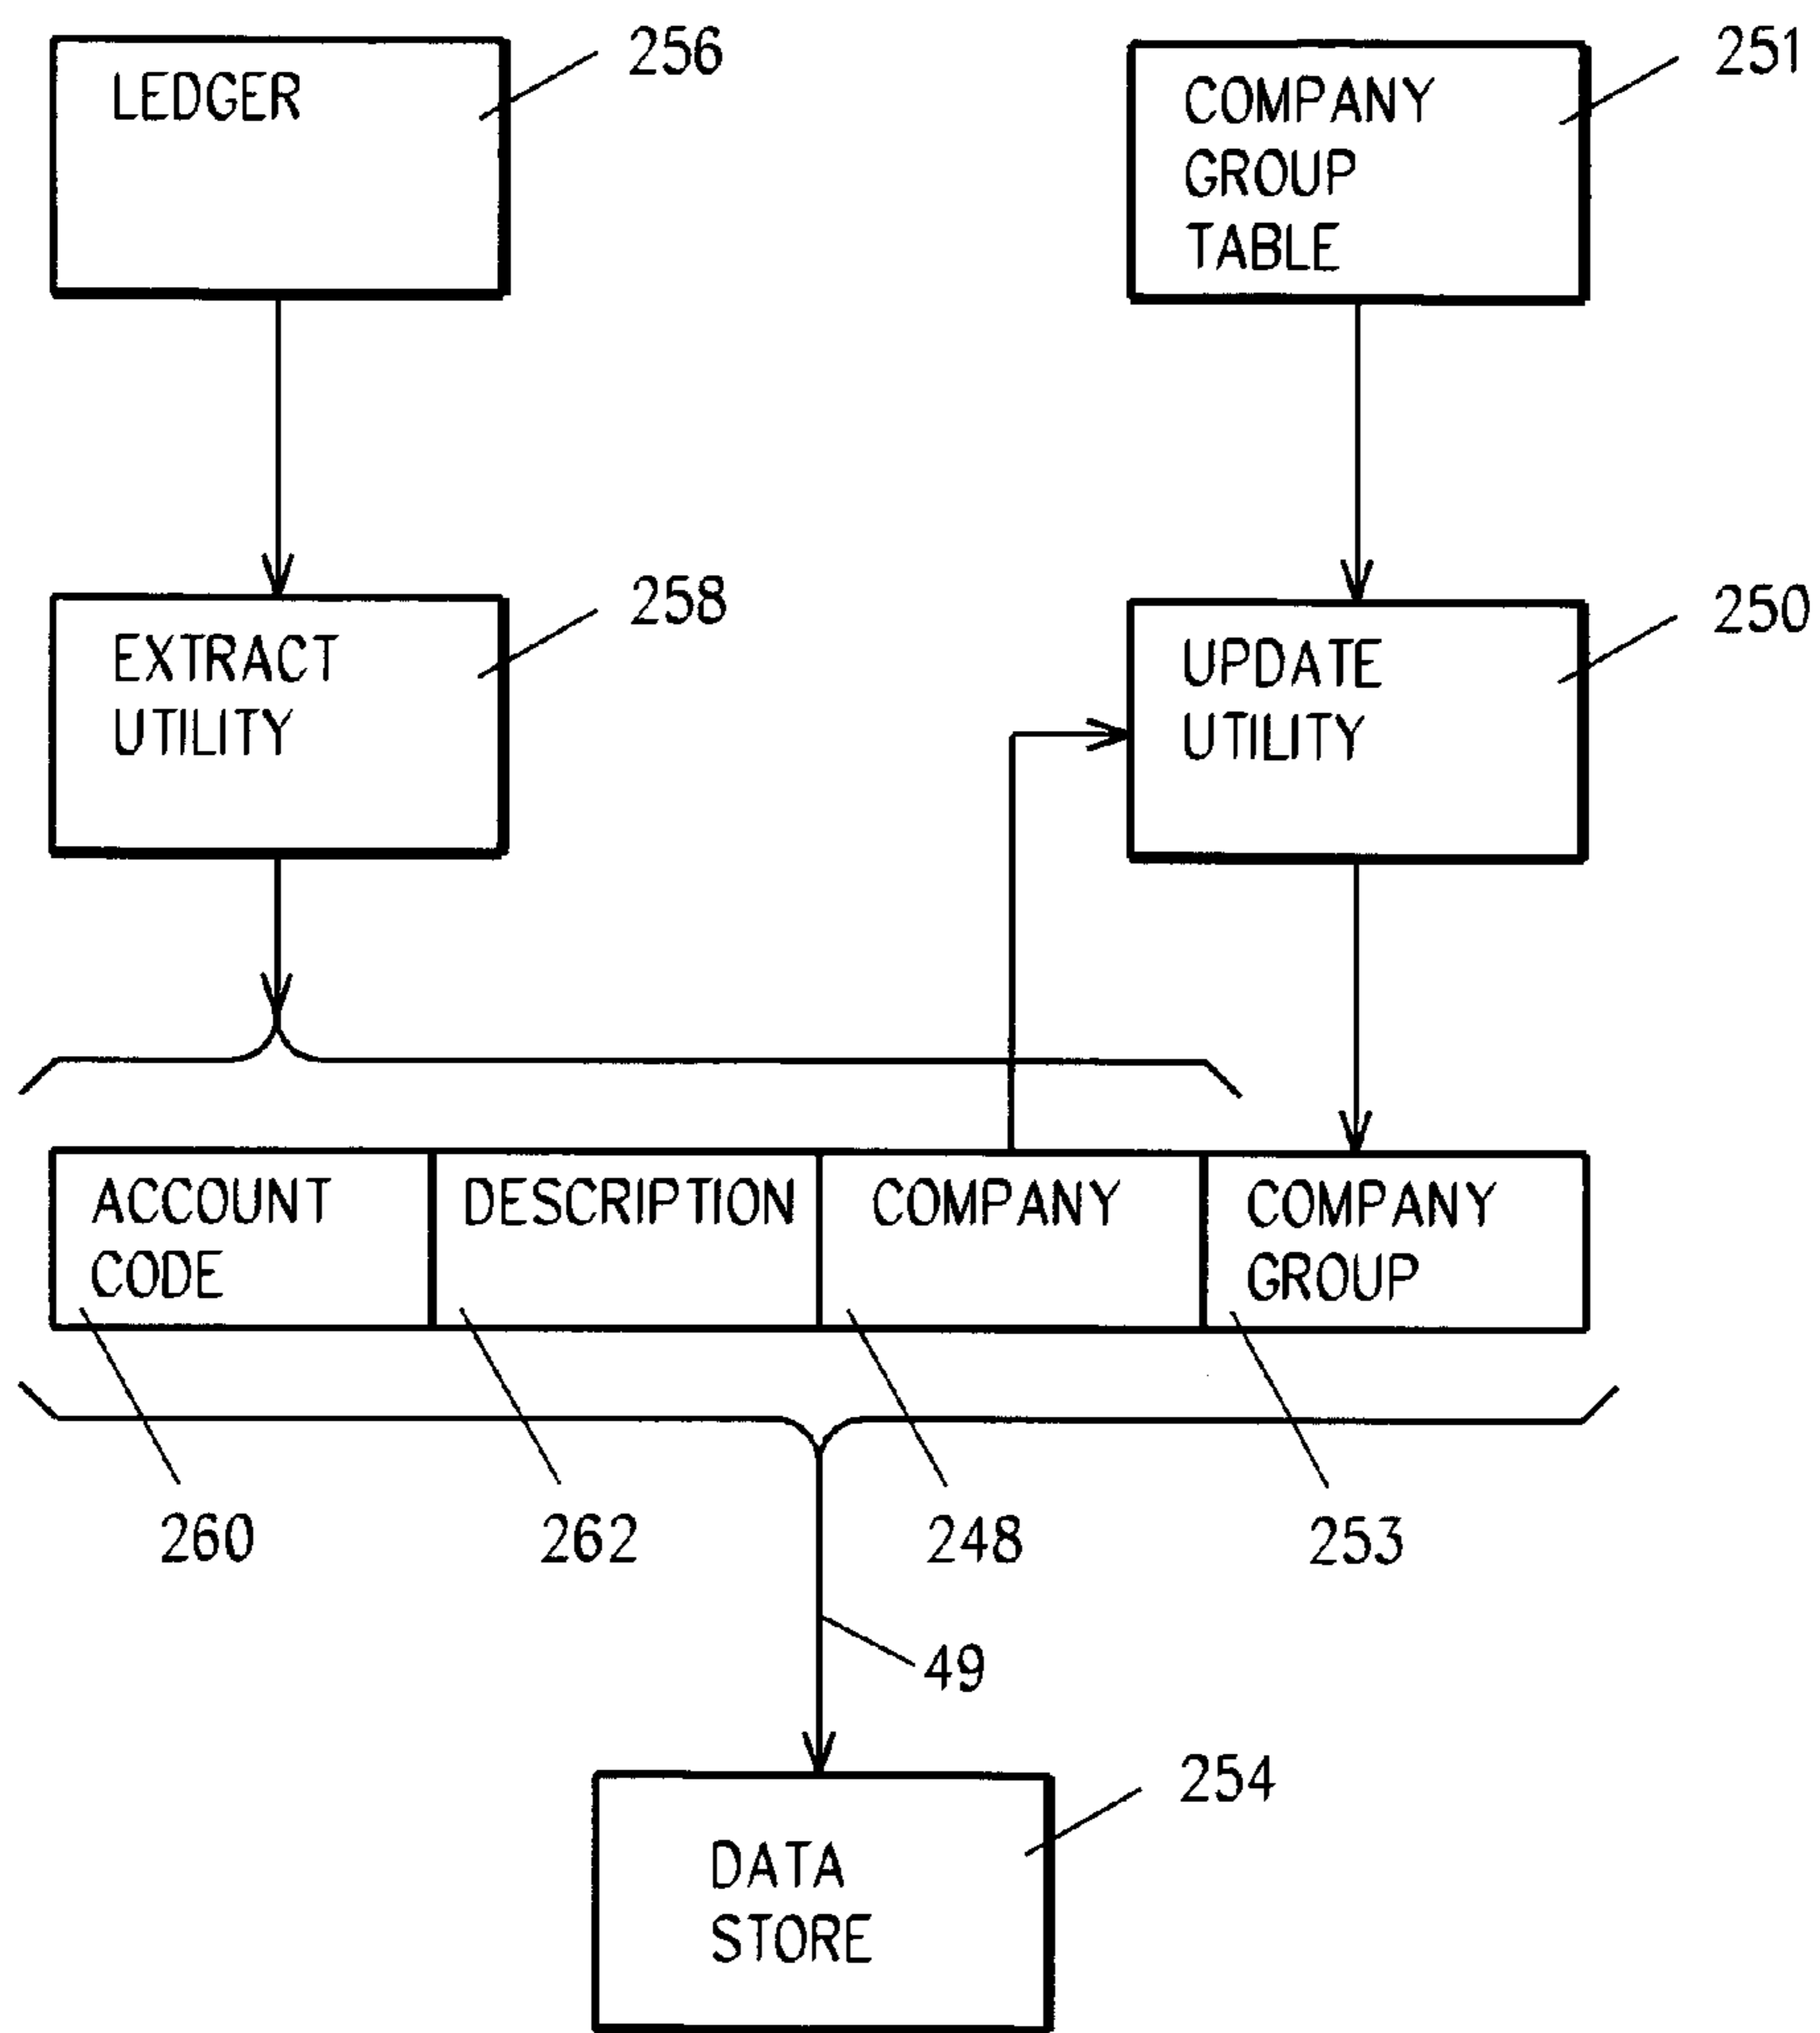 LEDGER
256
COMPANY
GROUP
TABLE
251
EXTRACT
UTILITY
258
UPDATE
UTILITY
250
ACCOUNT
CODE
DESCRIPTION
COMPANY
COMPANY
GROUP
260
262
248
253
49
254
DATA
STORE